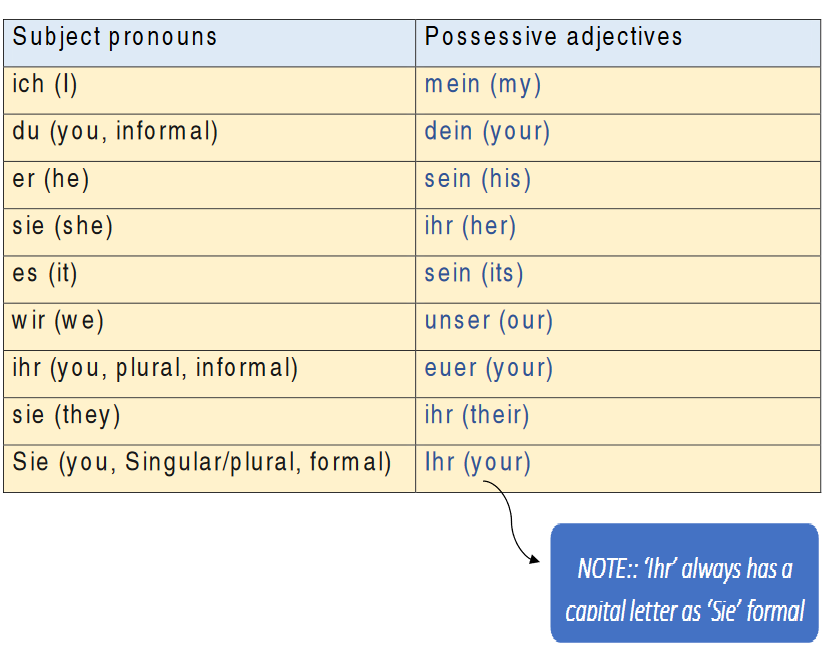 Subject pronouns Possessive adjectives
ich (I) mein (my)
du (you, informal) dein (your)
er (he) sein (his)
sie (she) ihr (her)
es (it) sein (its)
wir (we) unser (our)
ihr (you, plural, informal) euer (your)
sie (they) ihr (their)
Sie (you, Singular/plural, formal) Ihr (your)
NOTE:: ‘Ihr’ always has a
capital letter as ‘Sie’ formal